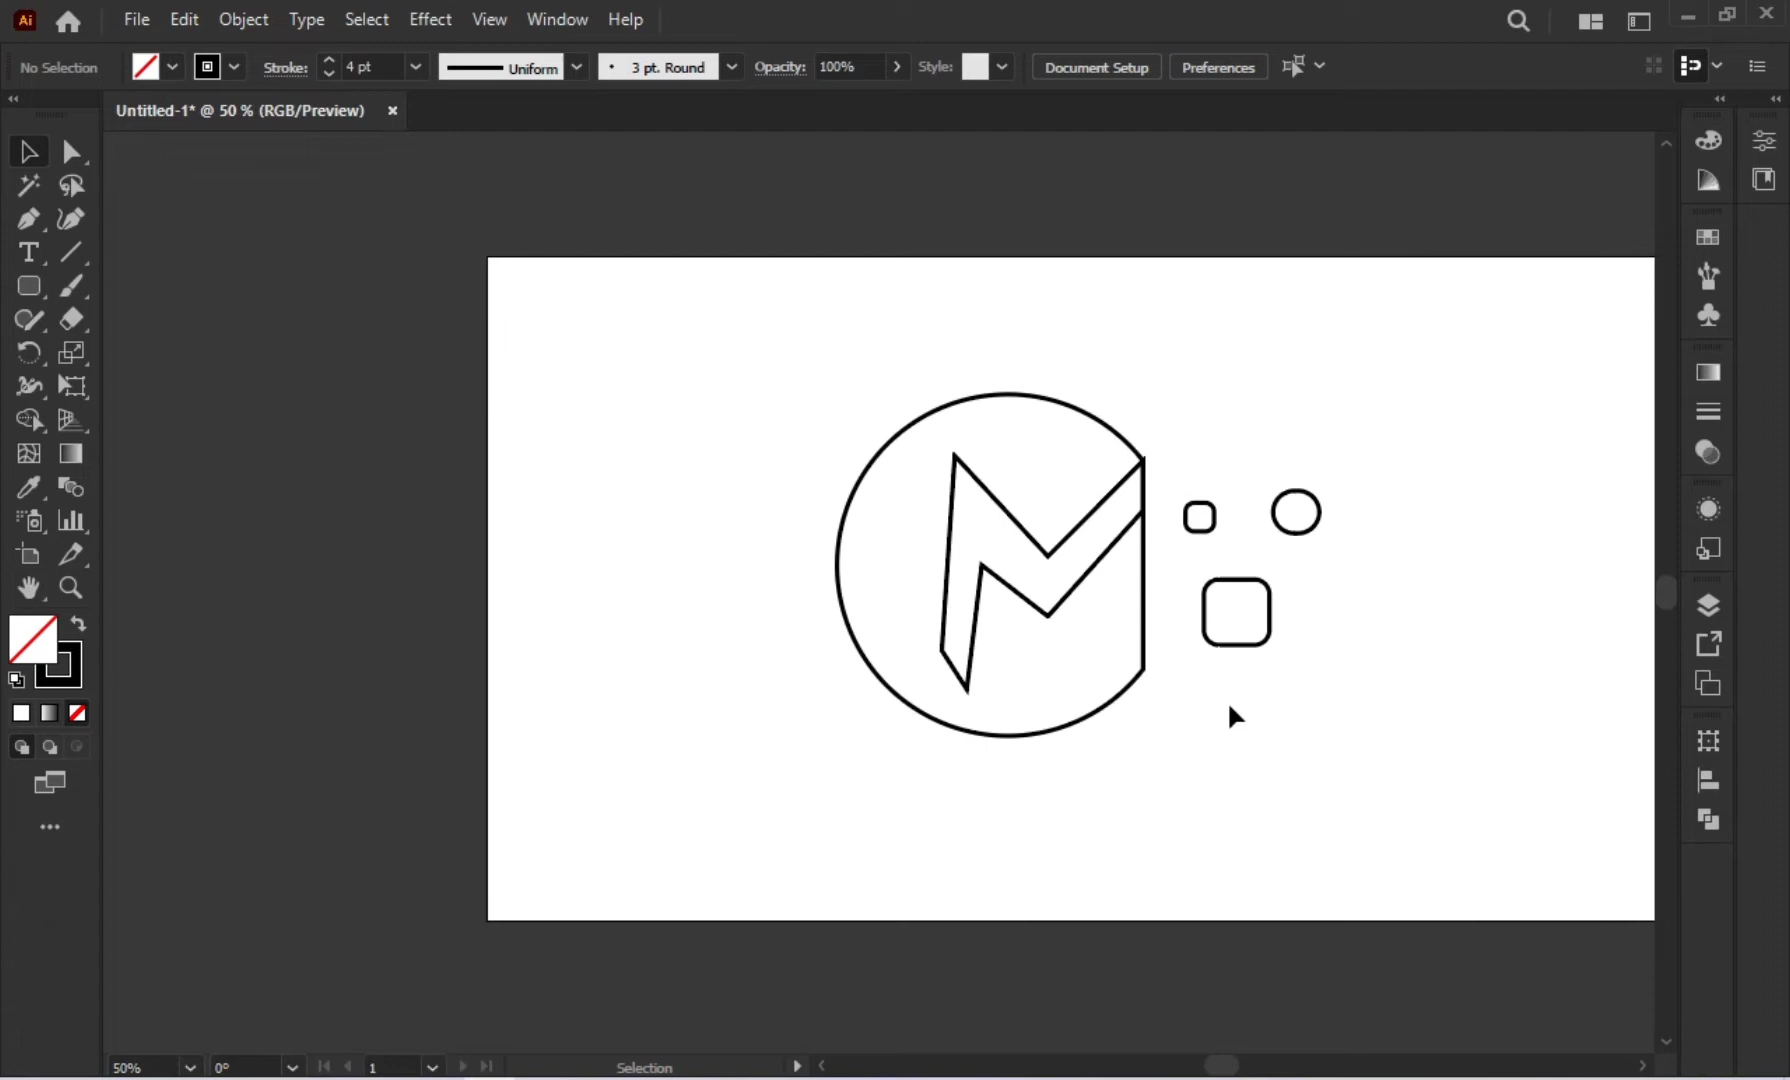 Ai File Edit Object Type Select Effect View Window Help
No Selection Stroke: 4 pt Uniform 3 pt. Round Opacity: 100% Style: Document Setup Preferences
Untitled-1* @ 50 % (RGB/Preview)
50% 0° 1 Selection